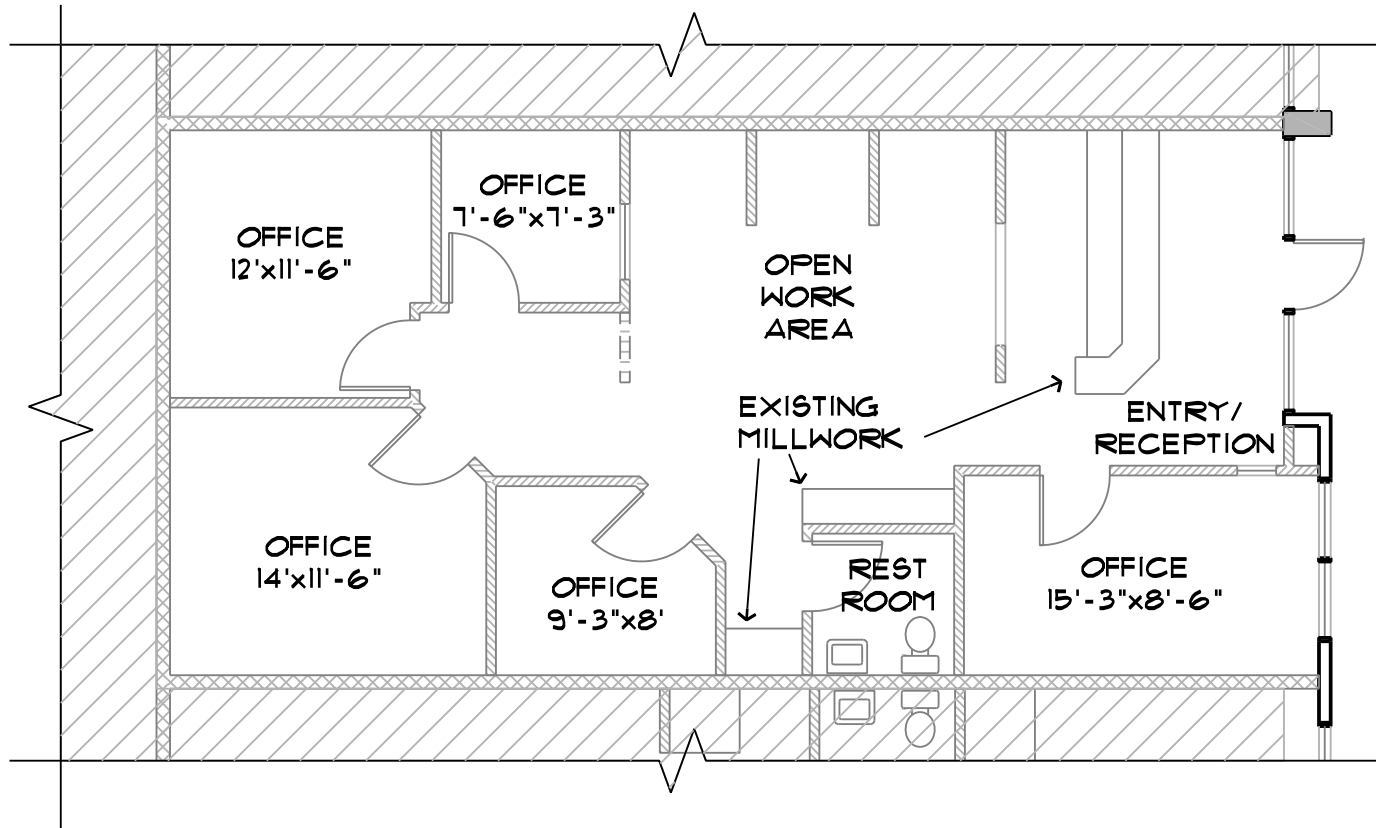 OFFICE
7'-6"x7'-3"
OFFICE
12'x11'-6"
OPEN
WORK
AREA
EXISTING
MILLWORK
ENTRY/
RECEPTION
OFFICE
14'x11'-6"
OFFICE
9'-3"x8'
REST
ROOM
OFFICE
15'-3"x8'-6"